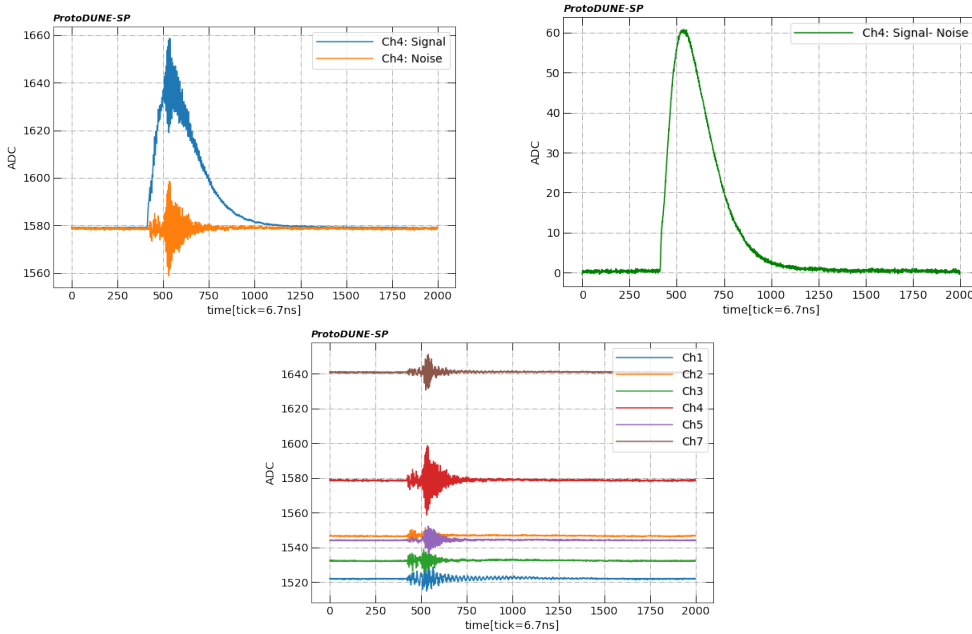 ProtoDUNE-SP
Ch4: Signal
Ch4: Noise
1660
1640
1620
1600
1580
1560
ADC
0 250 500 750 1000 1250 1500 1750 2000
time[tick=6.7ns]
ProtoDUNE-SP
Ch4: Signal- Noise
60
50
40
30
20
10
0
ADC
0 250 500 750 1000 1250 1500 1750 2000
time[tick=6.7ns]
ProtoDUNE-SP
Ch1
Ch2
Ch3
Ch4
Ch5
Ch7
1640
1620
1600
1580
1560
1540
1520
ADC
0 250 500 750 1000 1250 1500 1750 2000
time[tick=6.7ns]